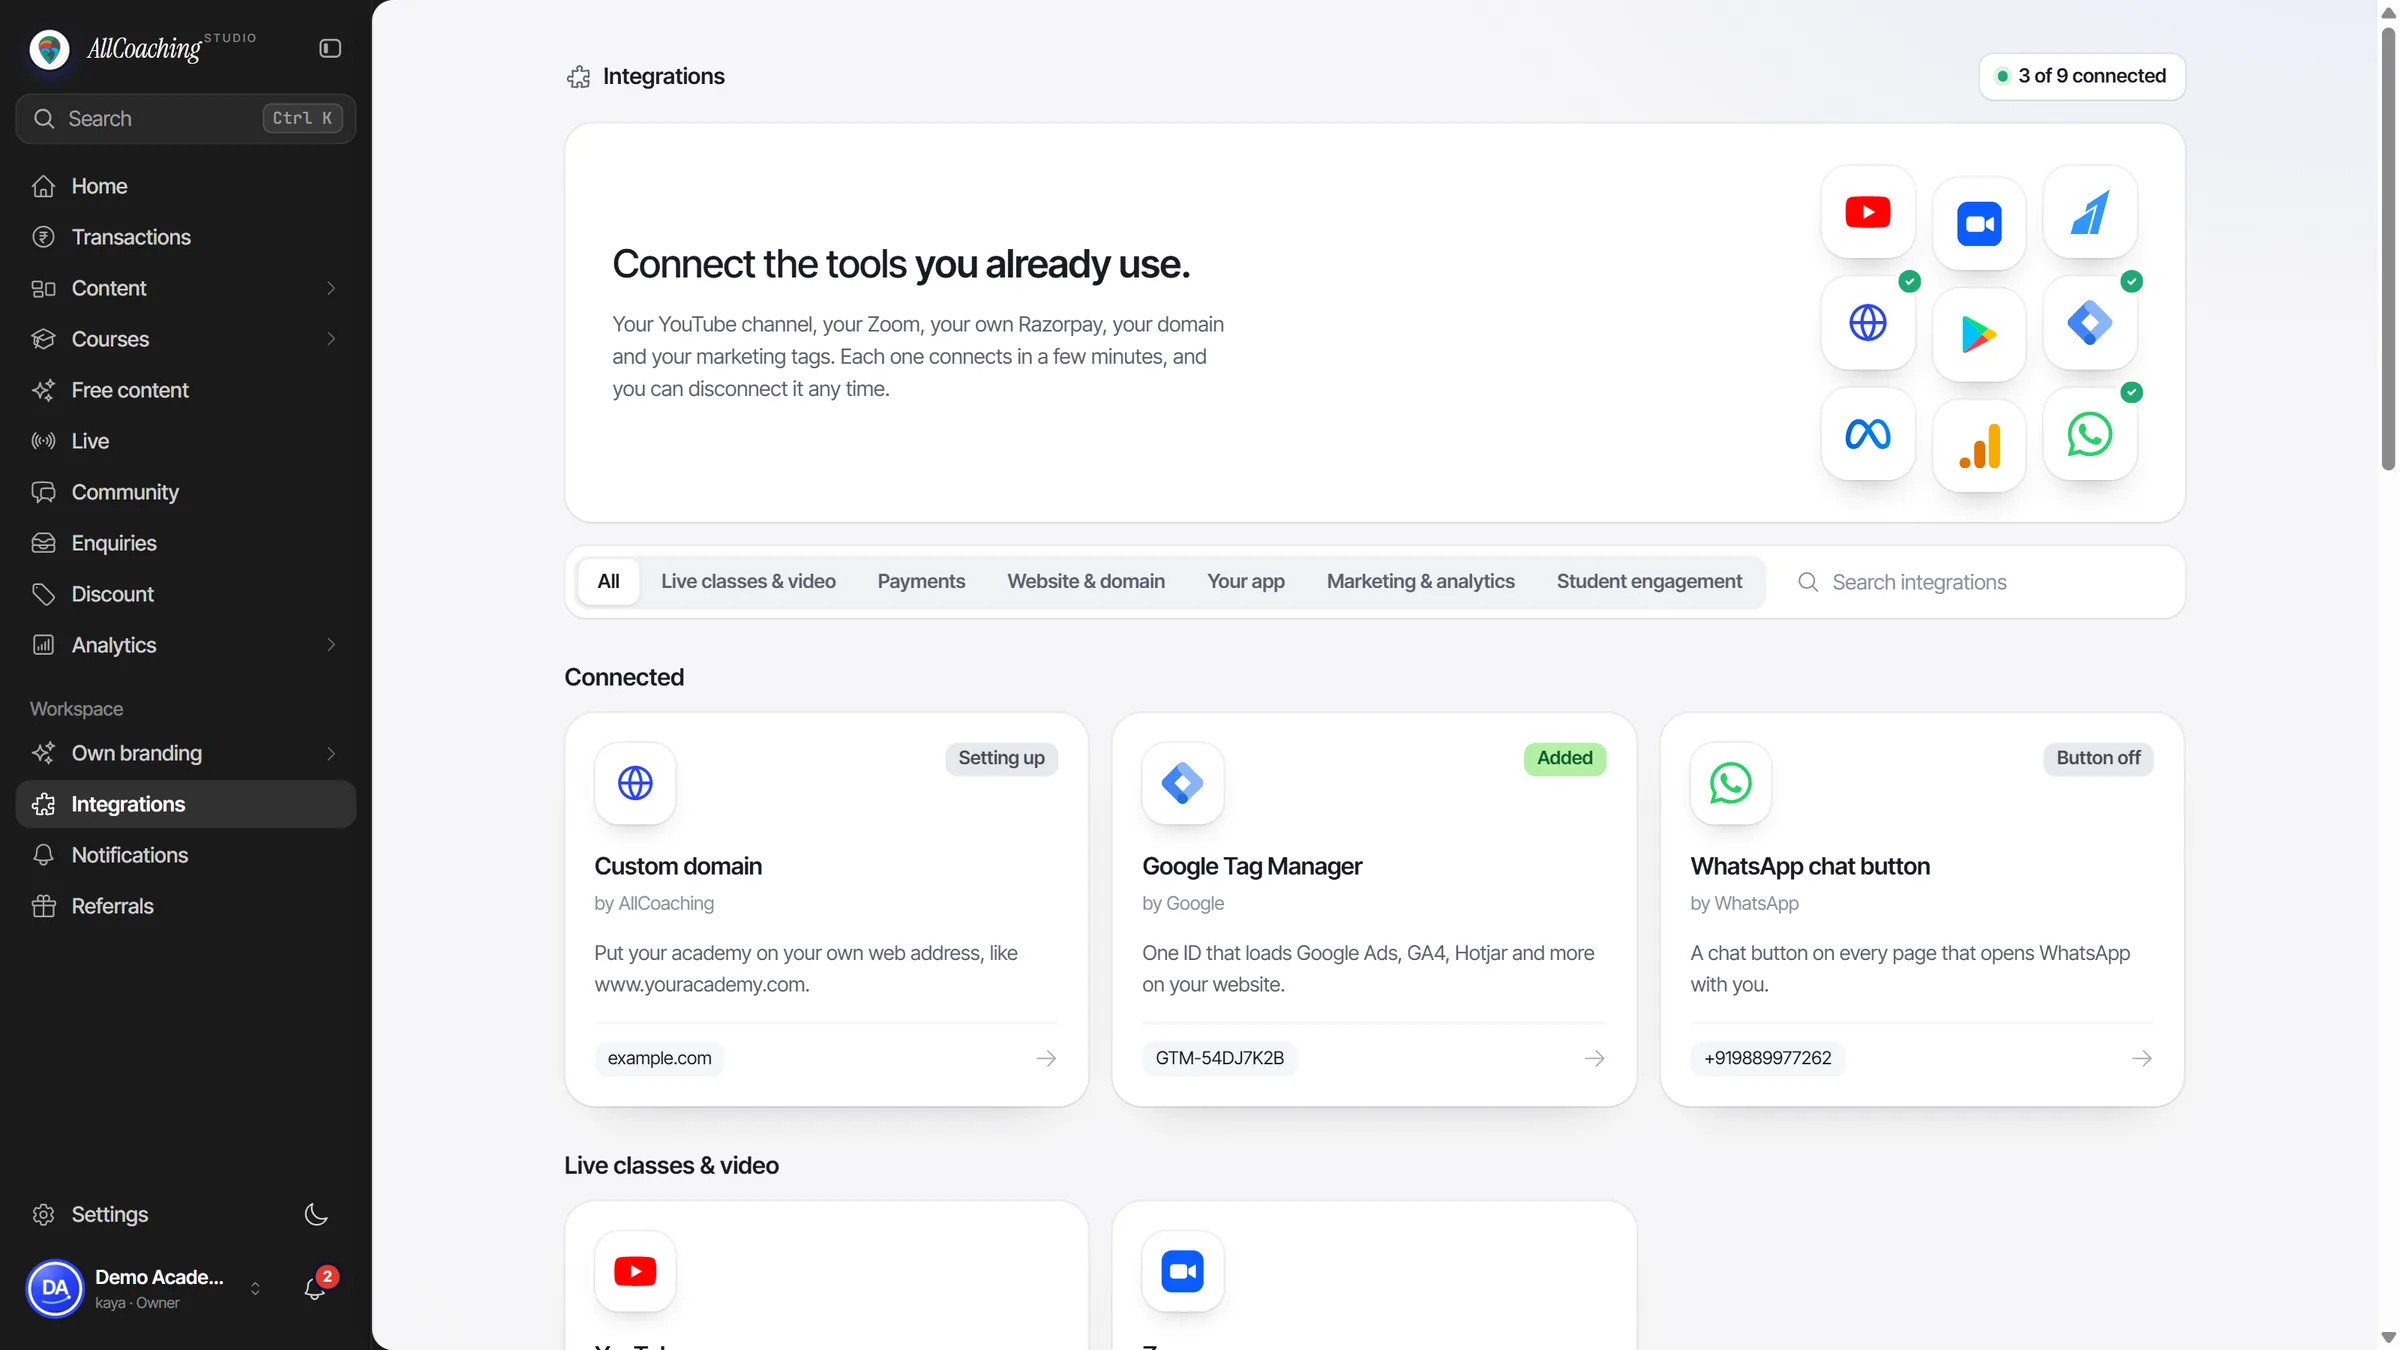 AllCoaching STUDIO
Search
Ctrl K
Home
Transactions
Content
Courses
Free content
Live
Community
Enquiries
Discount
Analytics
Workspace
Own branding
Integrations
Notifications
Referrals
Settings
DA
Demo Acade...
kaya · Owner
2
Integrations
3 of 9 connected
Connect the tools you already use.
Your YouTube channel, your Zoom, your own Razorpay, your domain
and your marketing tags. Each one connects in a few minutes, and
you can disconnect it any time.
All
Live classes & video
Payments
Website & domain
Your app
Marketing & analytics
Student engagement
Search integrations
Connected
Setting up
Custom domain
by AllCoaching
Put your academy on your own web address, like
www.youracademy.com.
example.com
Added
Google Tag Manager
by Google
One ID that loads Google Ads, GA4, Hotjar and more
on your website.
GTM-54DJ7K2B
Button off
WhatsApp chat button
by WhatsApp
A chat button on every page that opens WhatsApp
with you.
+919889977262
Live classes & video